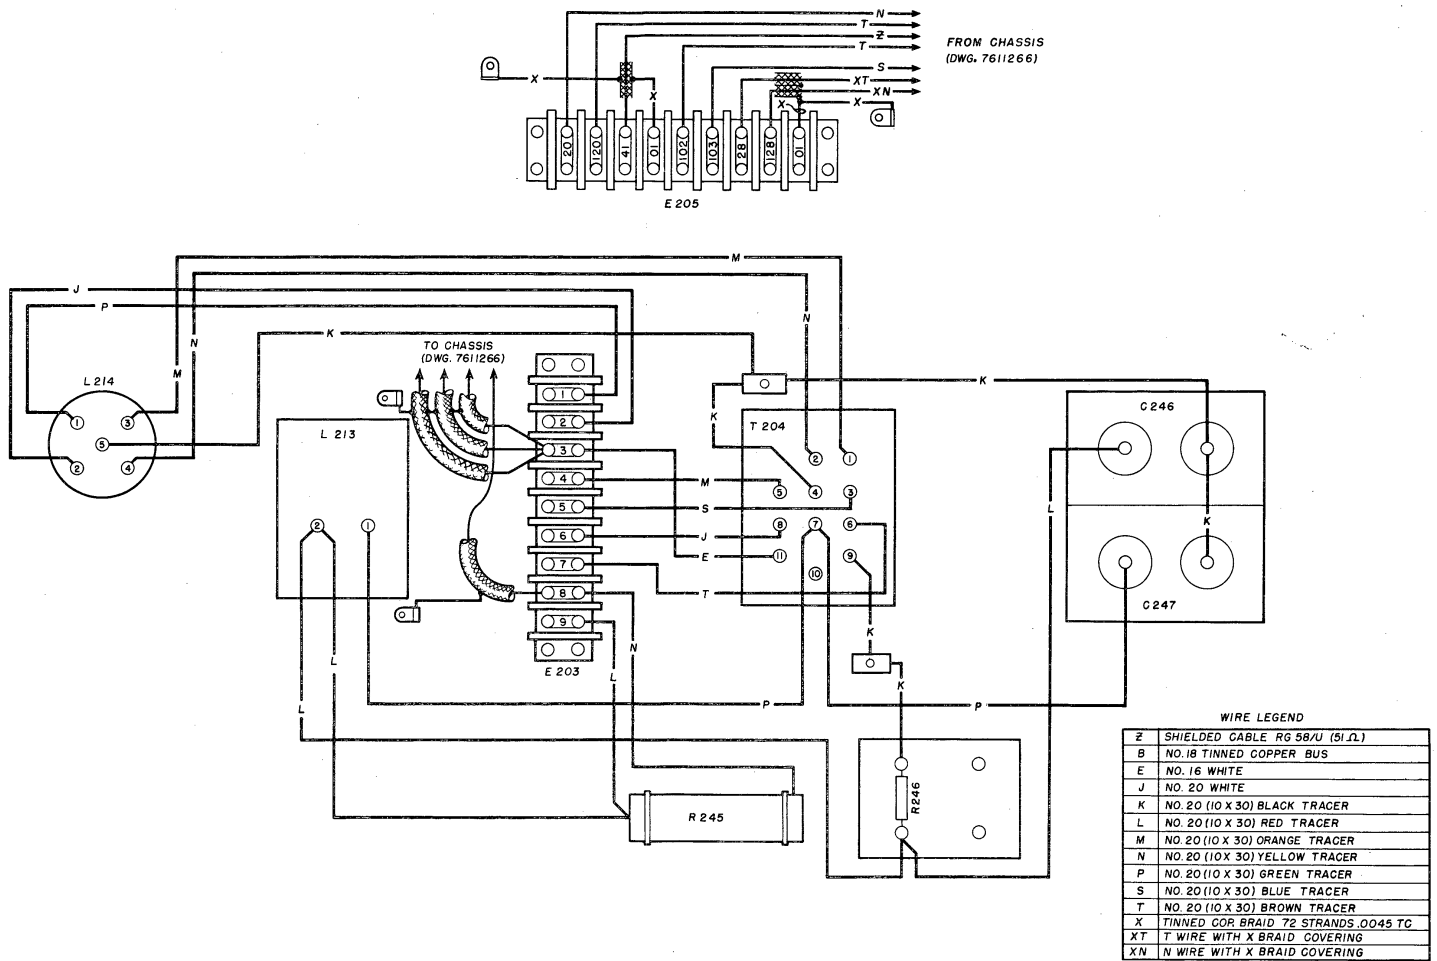 N
T
Z
T
FROM CHASSIS
(DWG. 7611266)
S
XT
XN
X
X
X
X
20
120
41
01
102
103
28
128
01
E 205
M
J
P
N
N
K
M
TO CHASSIS
(DWG. 7611266)
L 214
1
3
5
2
4
L 213
2
1
1
2
3
4
5
6
7
8
9
E 203
M
S
J
E
T
K
K
T 204
2
1
5
4
3
8
7
6
11
9
10
C 246
K
C 247
L
K
K
N
L
L
L
P
P
R 245
R 246
WIRE LEGEND
Z SHIELDED CABLE RG 58/U (51 Ω)
B NO. 18 TINNED COPPER BUS
E NO. 16 WHITE
J NO. 20 WHITE
K NO. 20 (10 X 30) BLACK TRACER
L NO. 20 (10 X 30) RED TRACER
M NO. 20 (10 X 30) ORANGE TRACER
N NO. 20 (10 X 30) YELLOW TRACER
P NO. 20 (10 X 30) GREEN TRACER
S NO. 20 (10 X 30) BLUE TRACER
T NO. 20 (10 X 30) BROWN TRACER
X TINNED COP. BRAID 72 STRANDS .0045 TC
XT T WIRE WITH X BRAID COVERING
XN N WIRE WITH X BRAID COVERING